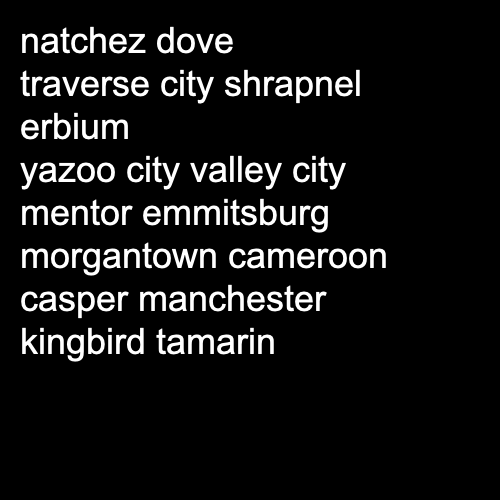 natchez dove
traverse city shrapnel
erbium
yazoo city valley city
mentor emmitsburg
morgantown cameroon
casper manchester
kingbird tamarin